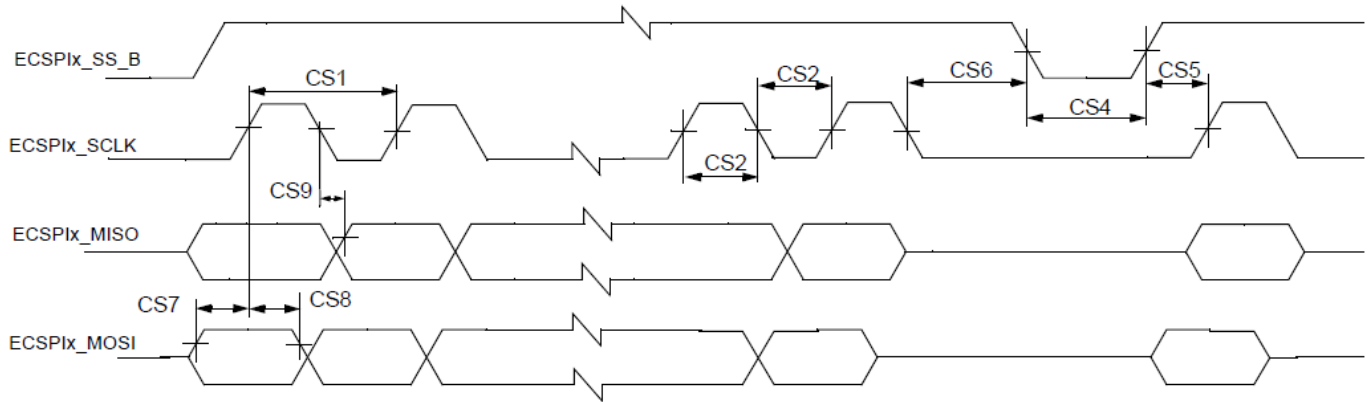 ECSPIx_SS_B
CS1
CS2
CS6
CS5
CS4
ECSPIx_SCLK
CS2
CS9
ECSPIx_MISO
CS7
CS8
ECSPIx_MOSI